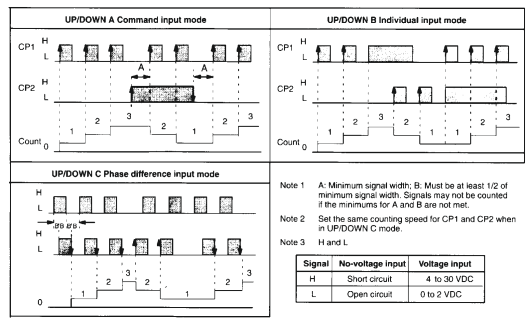 UP/DOWN A Command input mode
CP1 H
L
A A
CP2 H
L
Count 0 1 2 3 2 1 2 3
UP/DOWN B Individual input mode
CP1 H
L
CP2 H
L
Count 0 1 2 3 2 1 1 2 3
UP/DOWN C Phase difference input mode
H
L
B B B B
H
L
0 1 2 3 2 1 2 3
Note 1 A: Minimum signal width; B: Must be at least 1/2 of
minimum signal width. Signals may not be counted
if the minimums for A and B are not met.
Note 2 Set the same counting speed for CP1 and CP2 when
in UP/DOWN C mode.
Note 3 H and L
Signal No-voltage input Voltage input
H Short circuit 4 to 30 VDC
L Open circuit 0 to 2 VDC